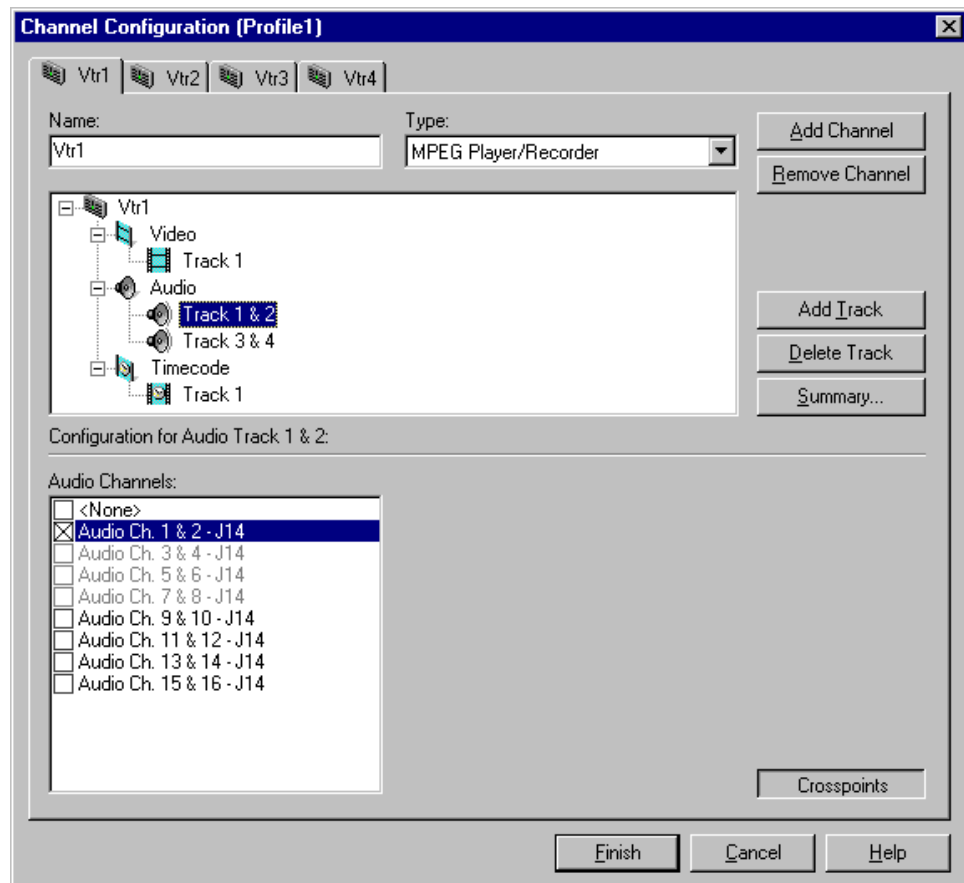 Channel Configuration (Profile1)
Vtr1
Vtr2
Vtr3
Vtr4
Name:
Type:
Vtr1
MPEG Player/Recorder
Add Channel
Remove Channel
Vtr1
Video
Track 1
Audio
Track 1 & 2
Track 3 & 4
Timecode
Track 1
Add Track
Delete Track
Summary...
Configuration for Audio Track 1 & 2:
Audio Channels:
<None>
Audio Ch. 1 & 2 - J14
Audio Ch. 3 & 4 - J14
Audio Ch. 5 & 6 - J14
Audio Ch. 7 & 8 - J14
Audio Ch. 9 & 10 - J14
Audio Ch. 11 & 12 - J14
Audio Ch. 13 & 14 - J14
Audio Ch. 15 & 16 - J14
Crosspoints
Finish
Cancel
Help